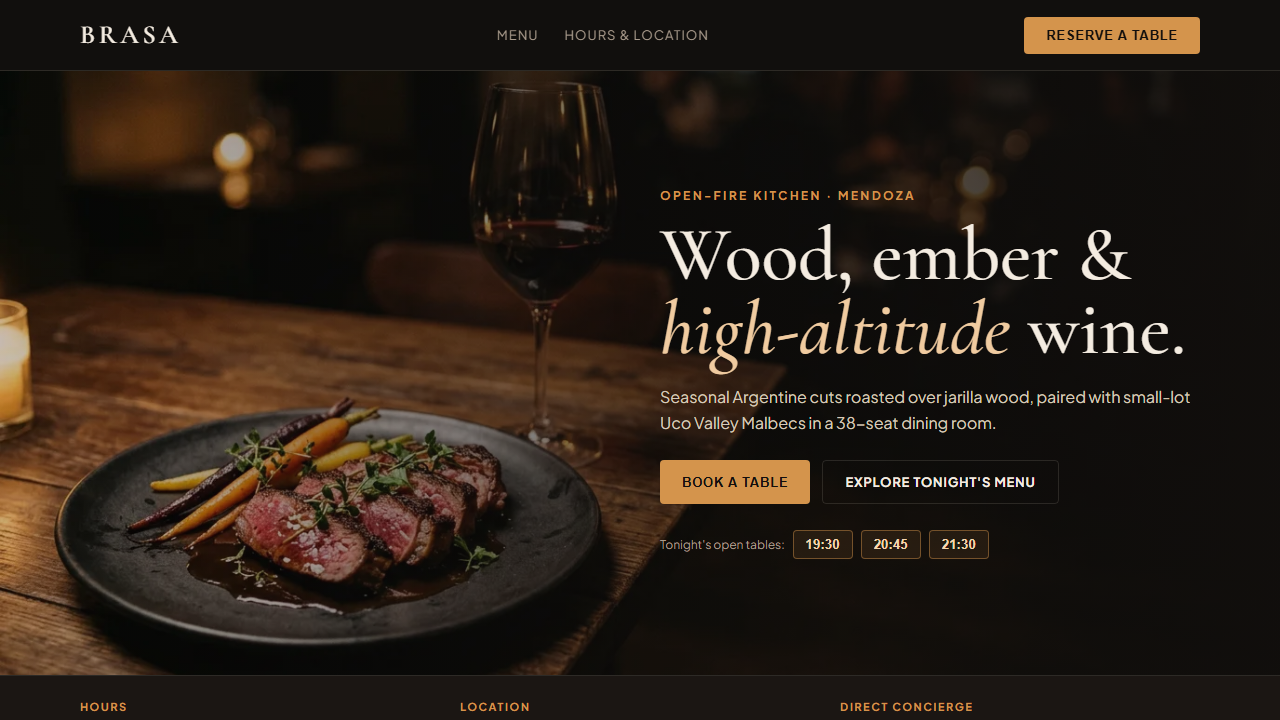 BRASA
MENU
HOURS & LOCATION
RESERVE A TABLE
OPEN-FIRE KITCHEN · MENDOZA
Wood, ember &
high-altitude wine.
Seasonal Argentine cuts roasted over jarilla wood, paired with small-lot
Uco Valley Malbecs in a 38-seat dining room.
BOOK A TABLE
EXPLORE TONIGHT'S MENU
Tonight's open tables:
19:30
20:45
21:30
HOURS
LOCATION
DIRECT CONCIERGE